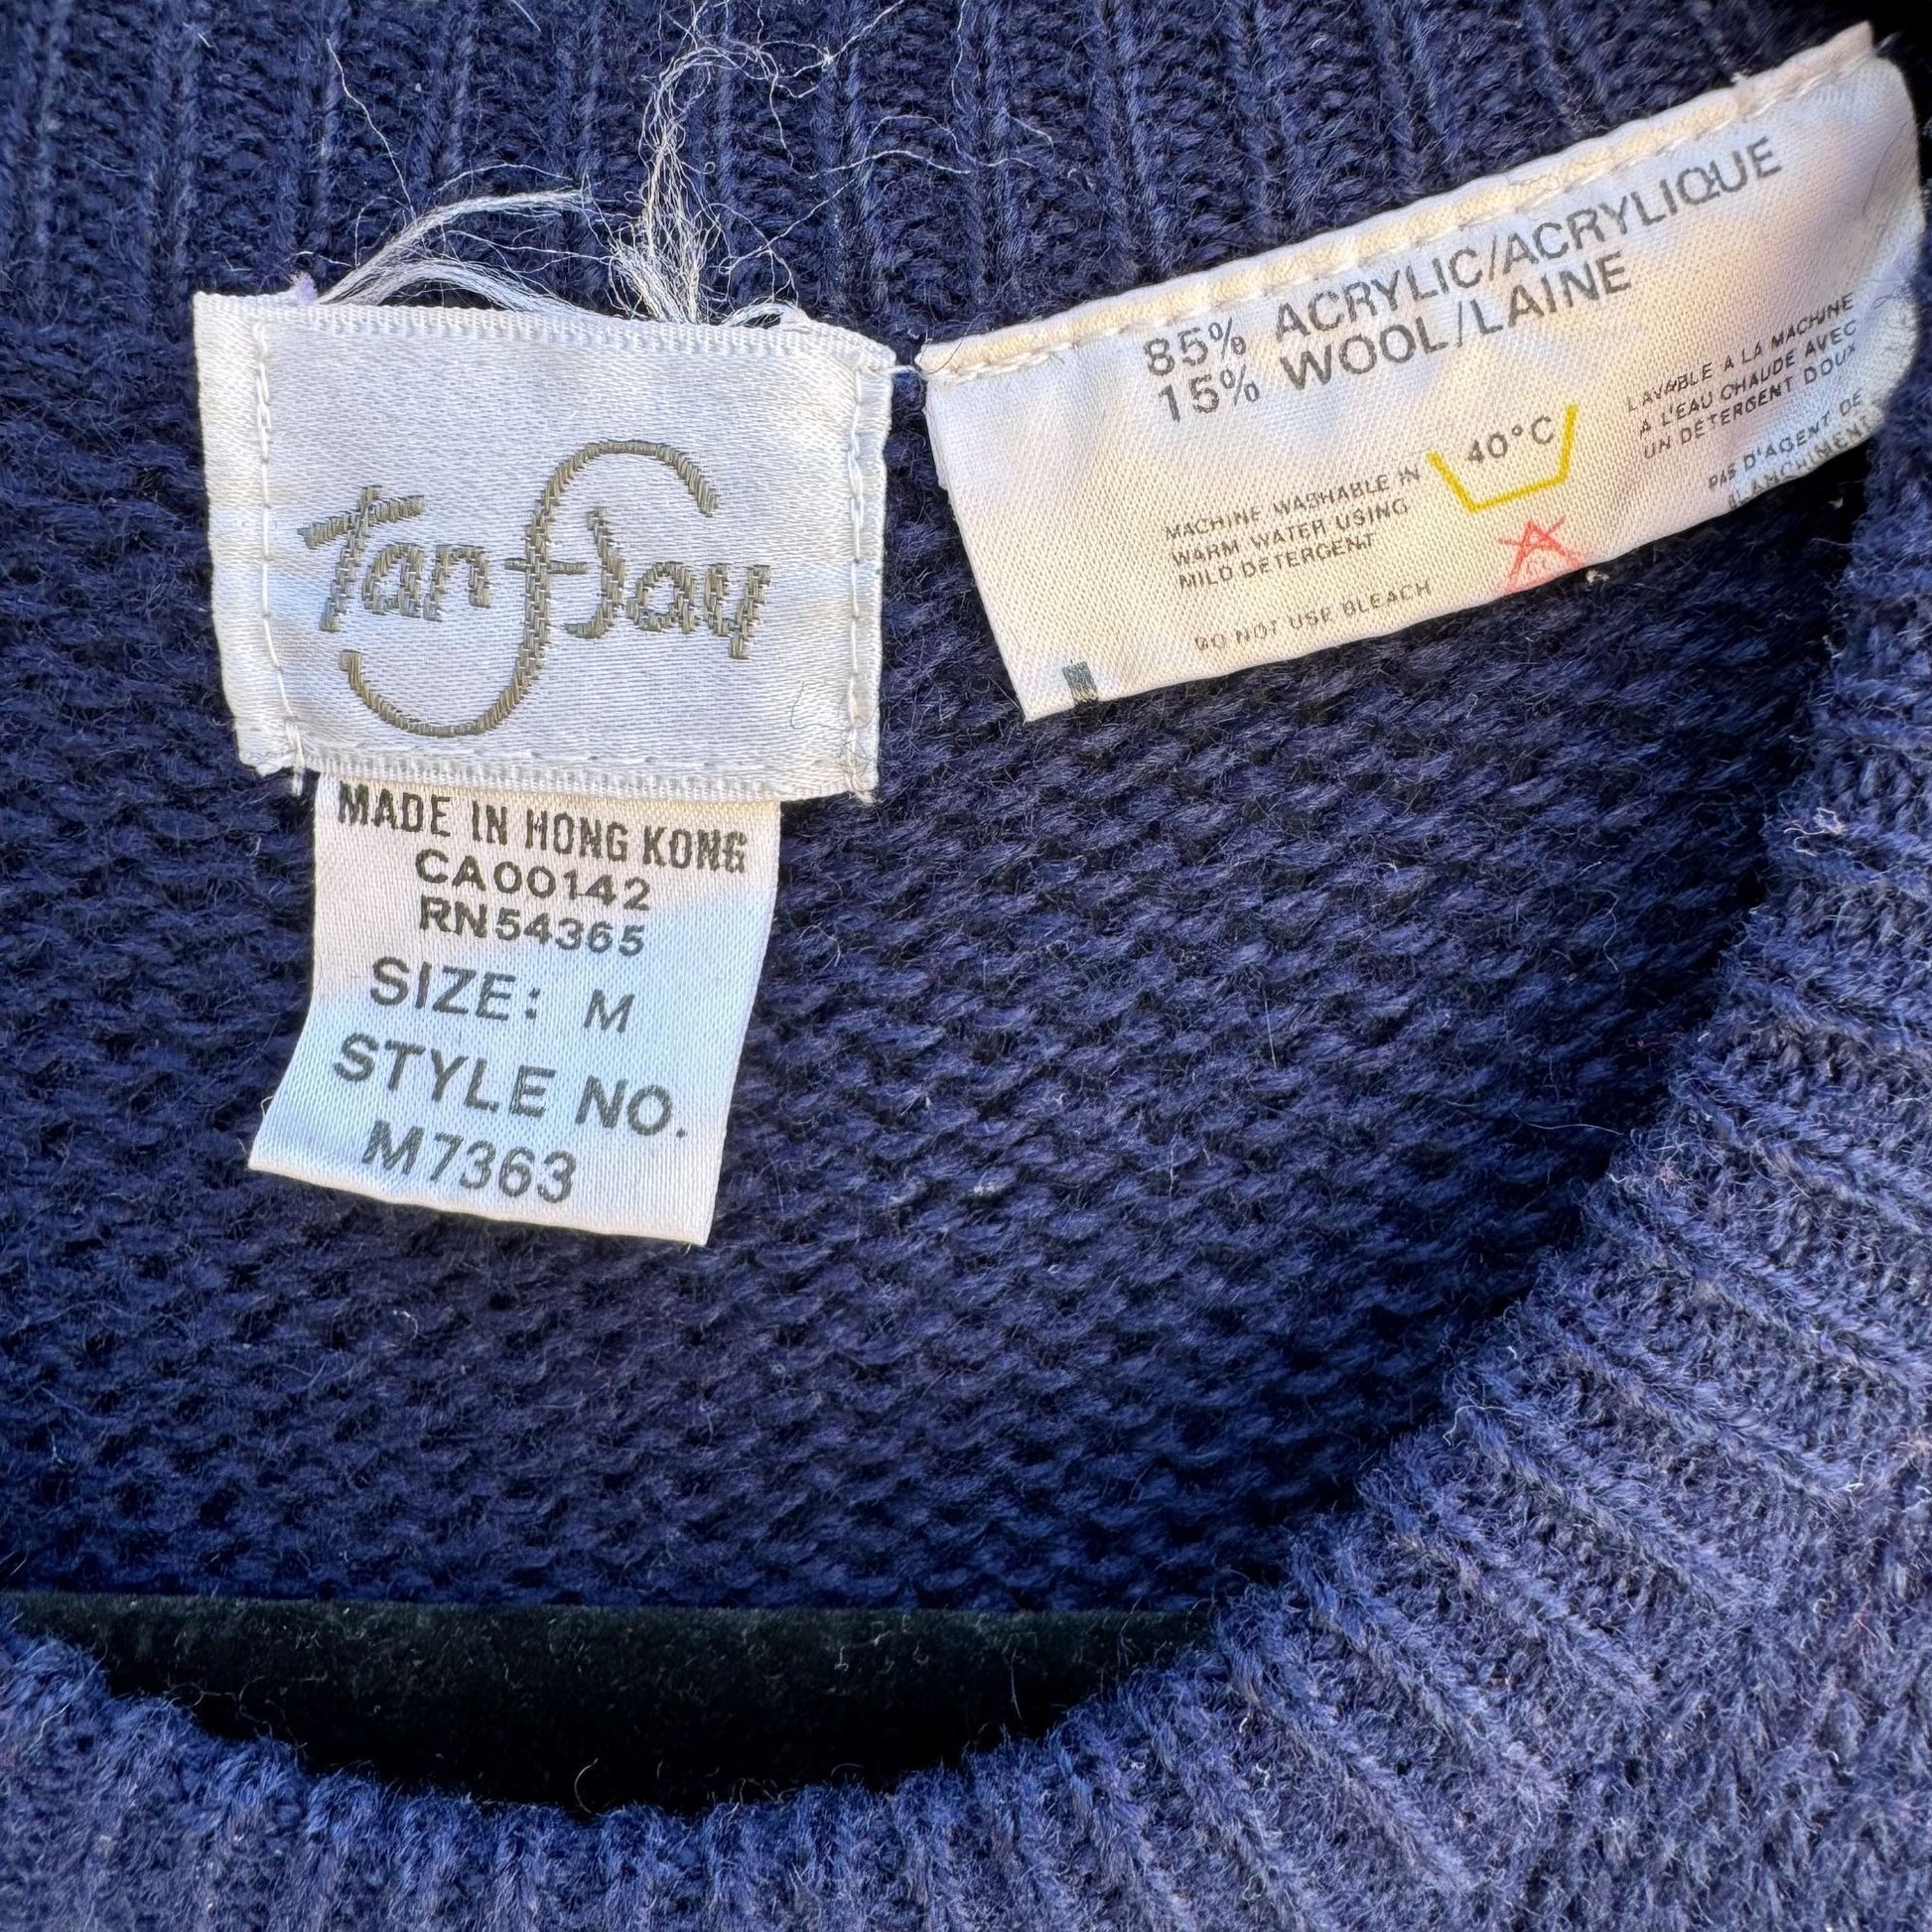 Tan Jay
MADE IN HONG KONG
CA00142
RN54365
SIZE: M
STYLE NO.
M7363
85% ACRYLIC/ACRYLIQUE
15% WOOL/LAINE
MACHINE WASHABLE IN
WARM WATER USING
MILD DETERGENT
40°C
LAVABLE A LA MACHINE
A L'EAU CHAUDE AVEC
UN DETERGENT DOUX
DO NOT USE BLEACH
PAS D'AGENT DE
BLANCHIMENT